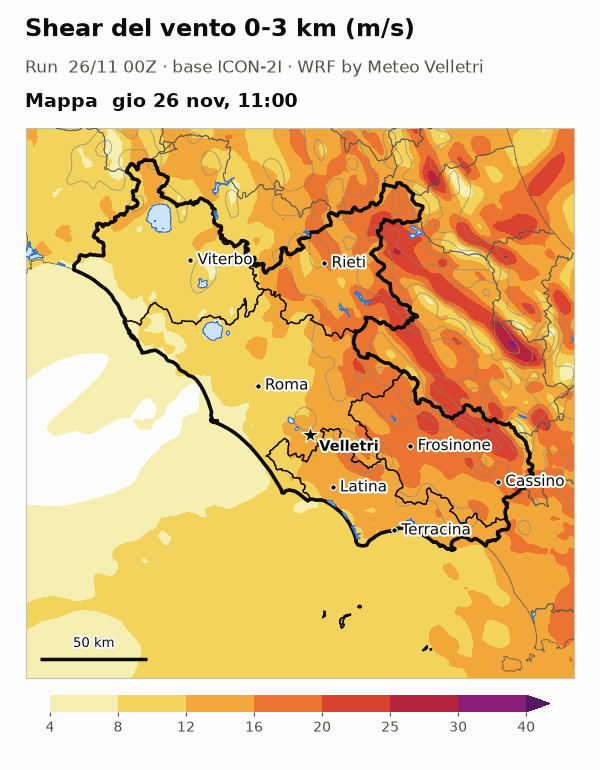 Shear del vento 0-3 km (m/s)
Run  26/11 00Z · base ICON-2I · WRF by Meteo Velletri
Mappa  gio 26 nov, 11:00
Viterbo
Rieti
Roma
Velletri
Frosinone
Latina
Cassino
Terracina
50 km
4 8 12 16 20 25 30 40